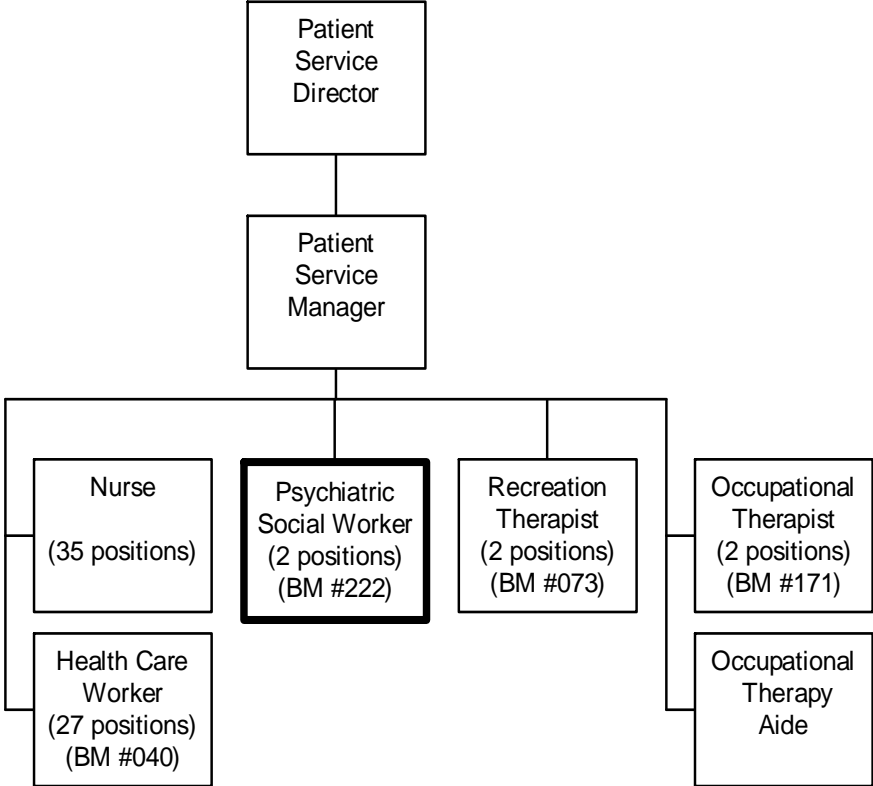 Patient
Service
Director
Patient
Service
Manager
Nurse
(35 positions)
Psychiatric
Social Worker
(2 positions)
(BM #222)
Recreation
Therapist
(2 positions)
(BM #073)
Occupational
Therapist
(2 positions)
(BM #171)
Health Care
Worker
(27 positions)
(BM #040)
Occupational
Therapy
Aide